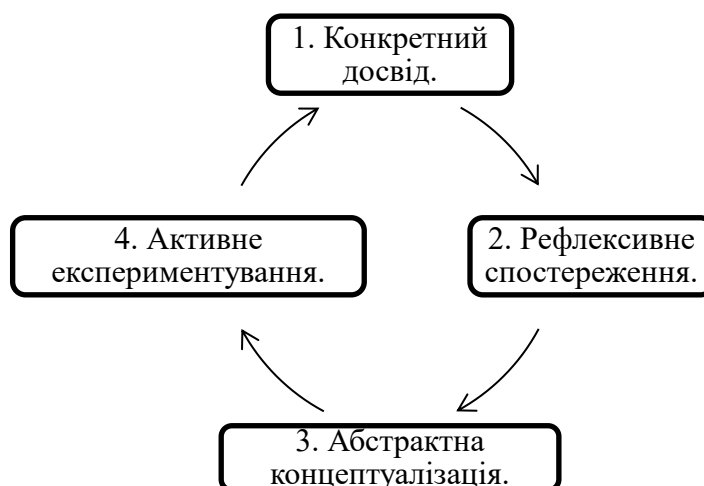 1. Конкретний
досвід.
2. Рефлексивне
спостереження.
3. Абстрактна
концептуалізація.
4. Активне
експериментування.